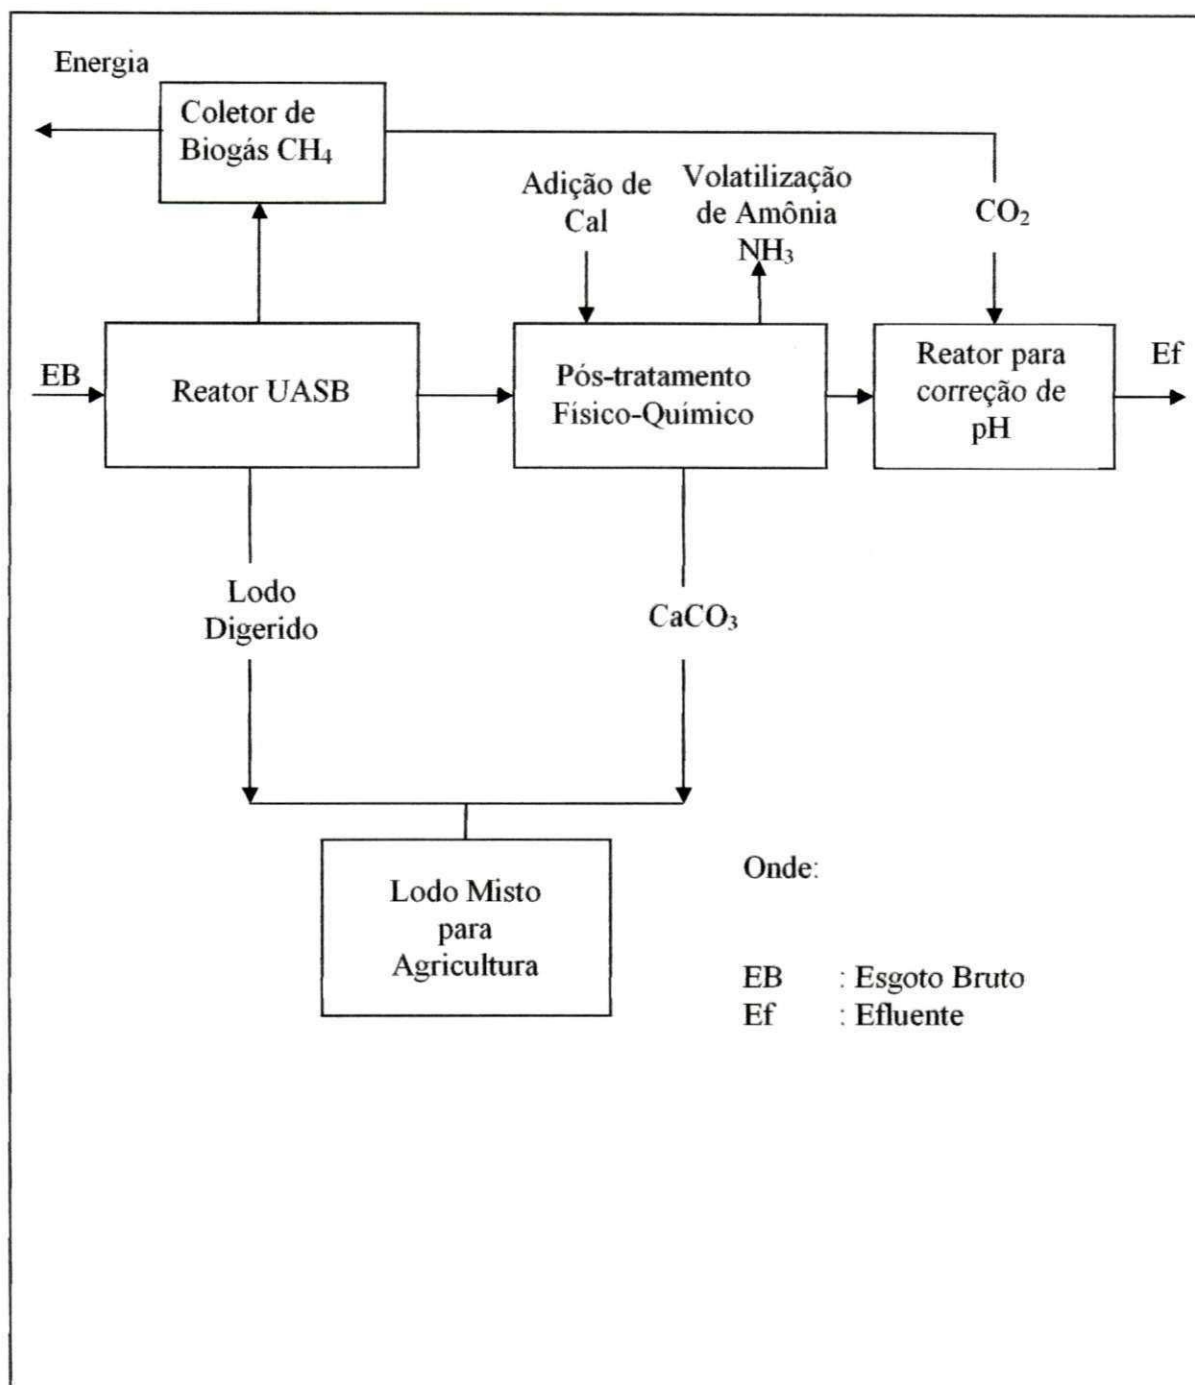 Energia
Coletor de
Biogás CH₄
Adição de
Cal
Volatilização
de Amônia
NH₃
CO₂
EB
Reator UASB
Pós-tratamento
Físico-Químico
Reator para
correção de
pH
Ef
Lodo
Digerido
CaCO₃
Lodo Misto
para
Agricultura
Onde:
EB : Esgoto Bruto
Ef : Efluente